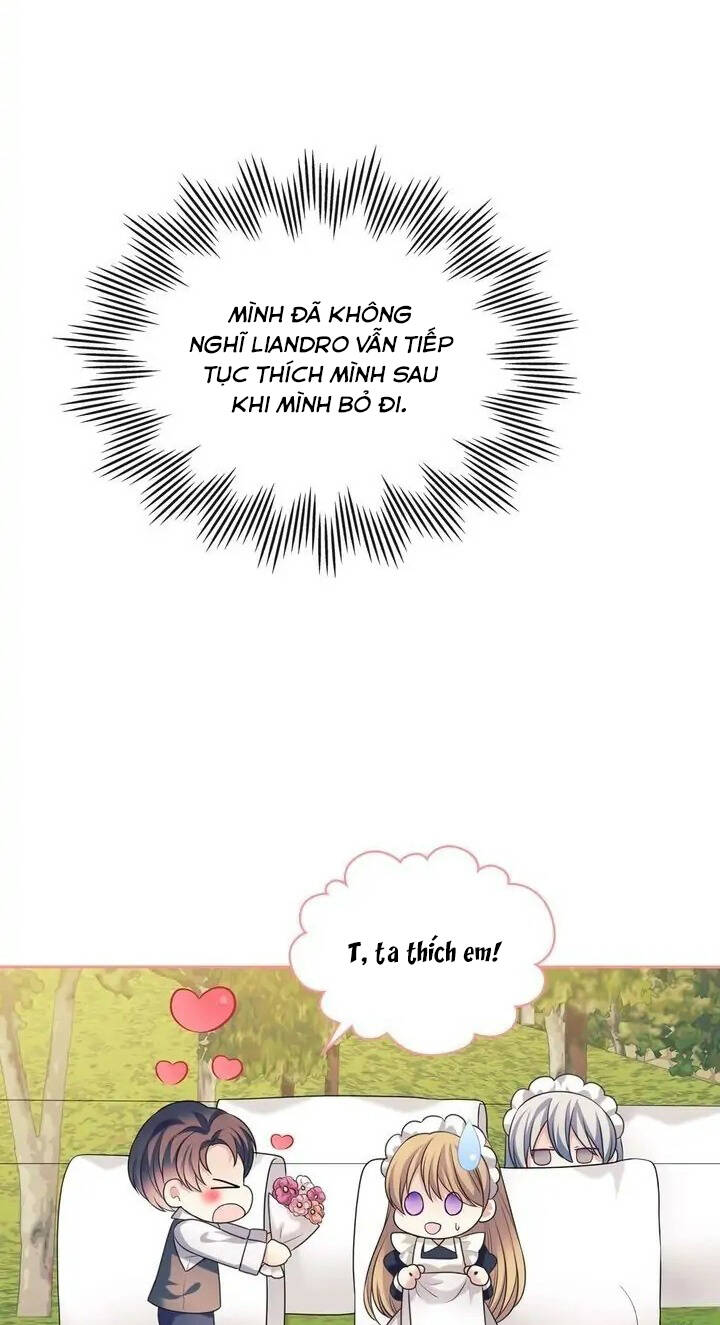 MÌNH ĐÃ KHÔNG
NGHĨ LIANDRO VẪN TIẾP
TỤC THÍCH MÌNH SAU
KHI MÌNH BỎ ĐI.
T, ta thích em!